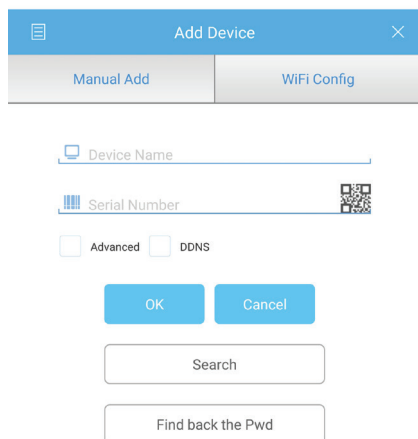 Add Device
Manual Add WiFi Config
Device Name
Serial Number
Advanced DDNS
OK Cancel
Search
Find back the Pwd